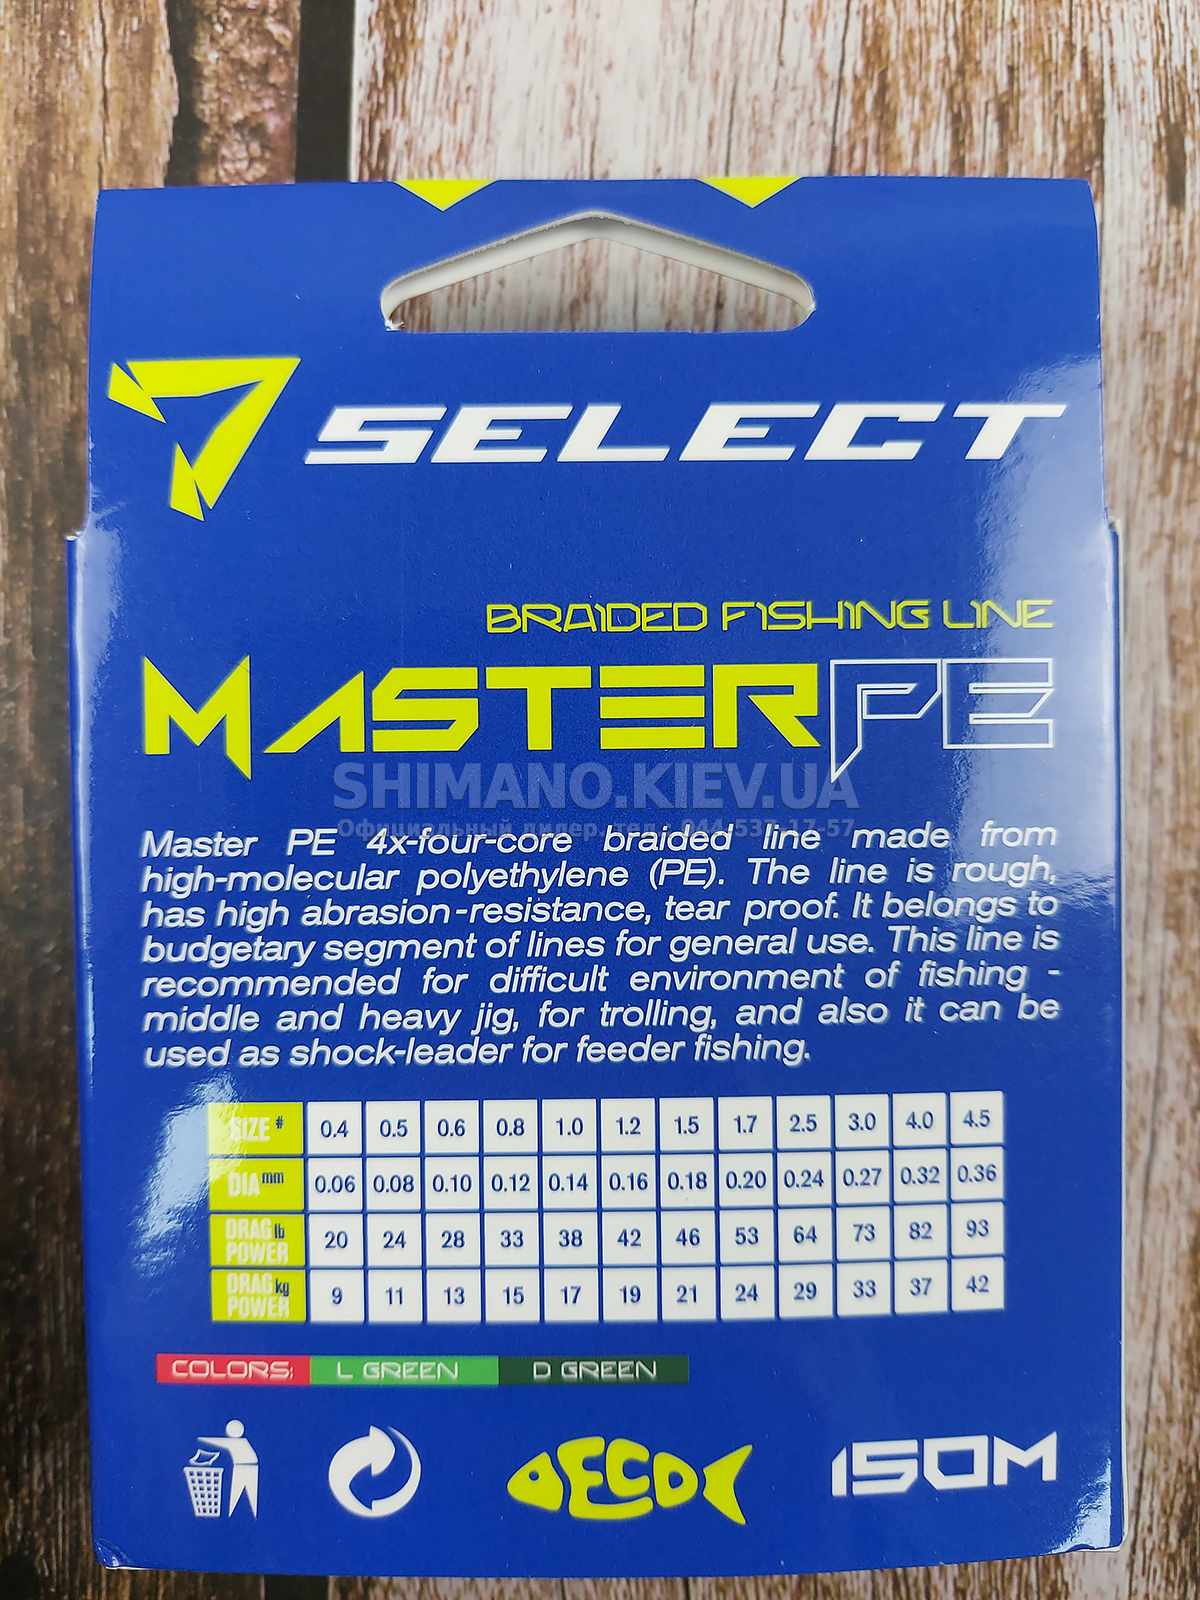 SELECT
BRAIDED FISHING LINE
MASTER PE
SHIMANO.KIEV.UA
Официальный дилер. тел.: 044-537-17-57
Master PE 4x-four-core braided line made from
high-molecular polyethylene (PE). The line is rough,
has high abrasion-resistance, tear proof. It belongs to
budgetary segment of lines for general use. This line is
recommended for difficult environment of fishing -
middle and heavy jig, for trolling, and also it can be
used as shock-leader for feeder fishing.
SIZE # 0.4 0.5 0.6 0.8 1.0 1.2 1.5 1.7 2.5 3.0 4.0 4.5
DIA mm 0.06 0.08 0.10 0.12 0.14 0.16 0.18 0.20 0.24 0.27 0.32 0.36
DRAG lb POWER 20 24 28 33 38 42 46 53 64 73 82 93
DRAG kg POWER 9 11 13 15 17 19 21 24 29 33 37 42
COLORS: L GREEN D GREEN
ECO 150M